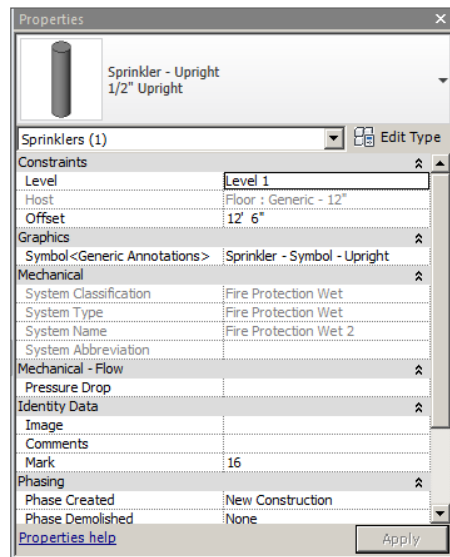 Properties
Sprinkler - Upright
1/2" Upright
Sprinklers (1) Edit Type
Constraints
Level Level 1
Host Floor : Generic - 12"
Offset 12' 6"
Graphics
Symbol<Generic Annotations> Sprinkler - Symbol - Upright
Mechanical
System Classification Fire Protection Wet
System Type Fire Protection Wet
System Name Fire Protection Wet 2
System Abbreviation
Mechanical - Flow
Pressure Drop
Identity Data
Image
Comments
Mark 16
Phasing
Phase Created New Construction
Phase Demolished None
Properties help Apply